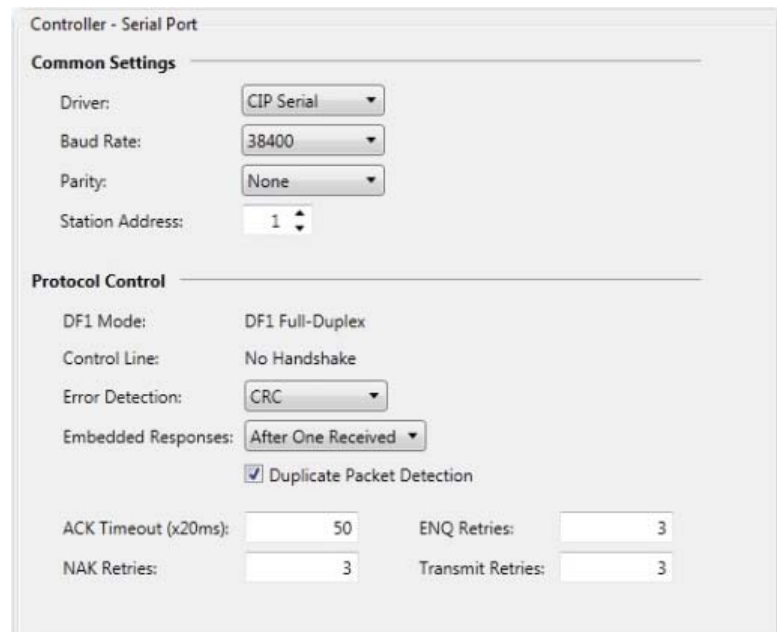 Controller - Serial Port
Common Settings
Driver: CIP Serial
Baud Rate: 38400
Parity: None
Station Address: 1
Protocol Control
DF1 Mode: DF1 Full-Duplex
Control Line: No Handshake
Error Detection: CRC
Embedded Responses: After One Received
Duplicate Packet Detection
ACK Timeout (x20ms): 50 ENQ Retries: 3
NAK Retries: 3 Transmit Retries: 3